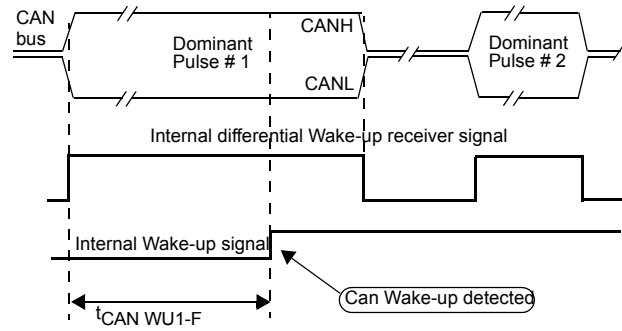 CAN
bus
CANH
Dominant
Pulse # 1
Dominant
Pulse # 2
CANL
Internal differential Wake-up receiver signal
Internal Wake-up signal
Can Wake-up detected
tCAN WU1-F